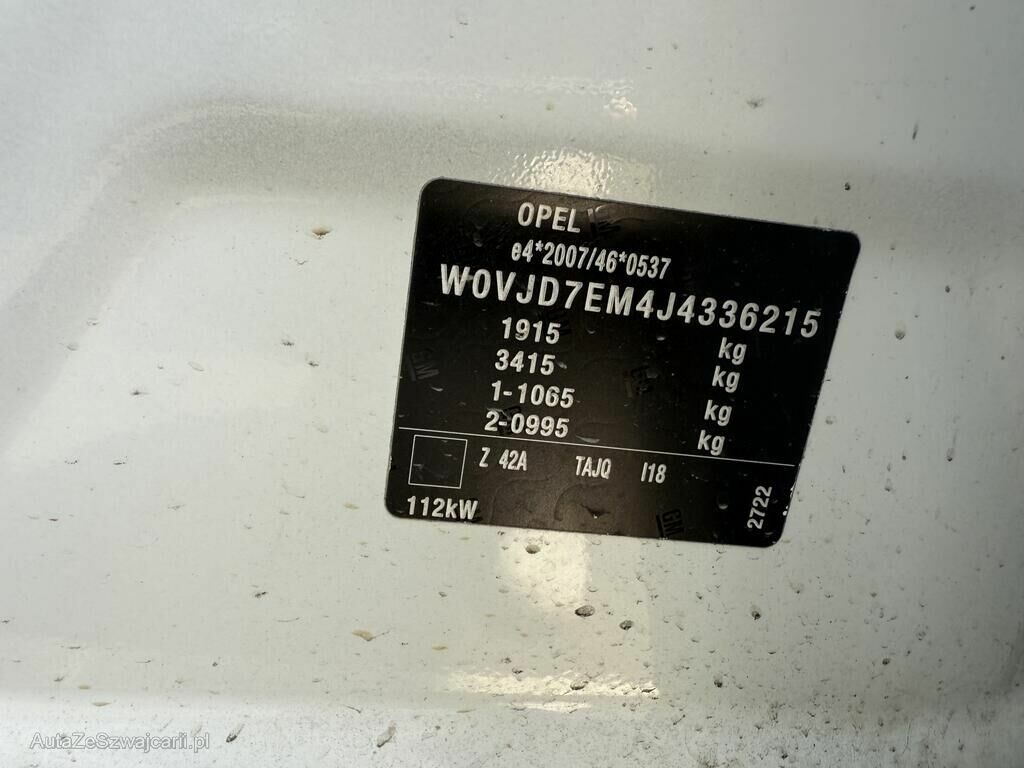 OPEL
e4*2007/46*0537
W0VJD7EM4J4336215
1915 kg
3415 kg
1-1065 kg
2-0995 kg
Z 42A TAJQ I18
112kW
2722
AutaZeSzwajcarii.pl